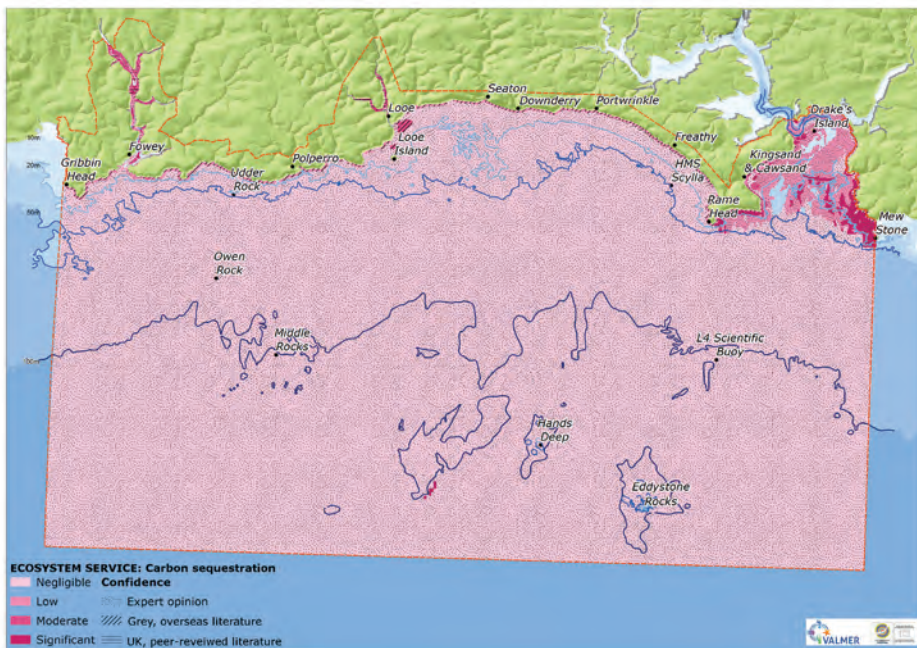 Seaton
Downderry
Portwrinkle
Drake's
Island
Looe
10m
Fowey
Looe
Island
Freathy
Kingsand
& Cawsand
20m
Gribbin
Head
Polperro
Udder
Rock
HMS
Scylla
Rame
Head
Mew
Stone
Owen
Rock
Middle
Rocks
L4 Scientific
Buoy
Hands
Deep
Eddystone
Rocks
ECOSYSTEM SERVICE: Carbon sequestration
Negligible Confidence
Low Expert opinion
Moderate Grey, overseas literature
Significant UK, peer-reveiwed literature
VALMER